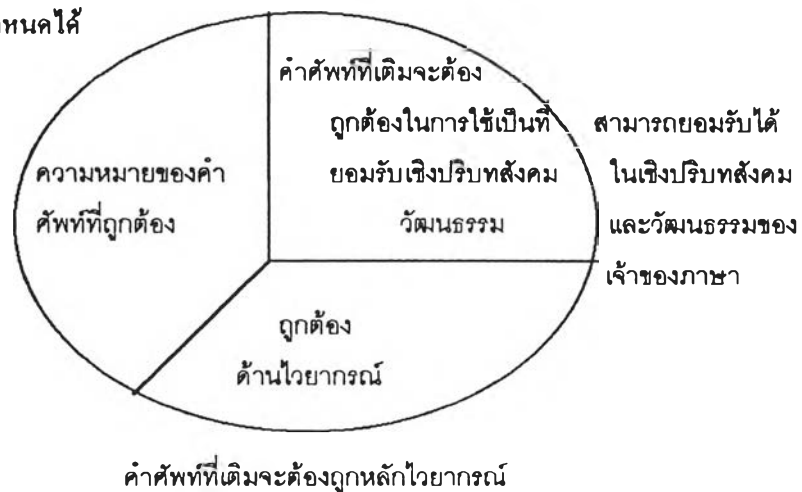 หนดได้
คำศัพท์ที่เติมจะต้อง
ถูกต้องในการใช้เป็นที่
ยอมรับเชิงปริบทสังคม
วัฒนธรรม
สามารถยอมรับได้
ในเชิงปริบทสังคม
และวัฒนธรรมของ
เจ้าของภาษา
ความหมายของคำ
ศัพท์ที่ถูกต้อง
ถูกต้อง
ด้านไวยากรณ์
คำศัพท์ที่เติมจะต้องถูกหลักไวยากรณ์